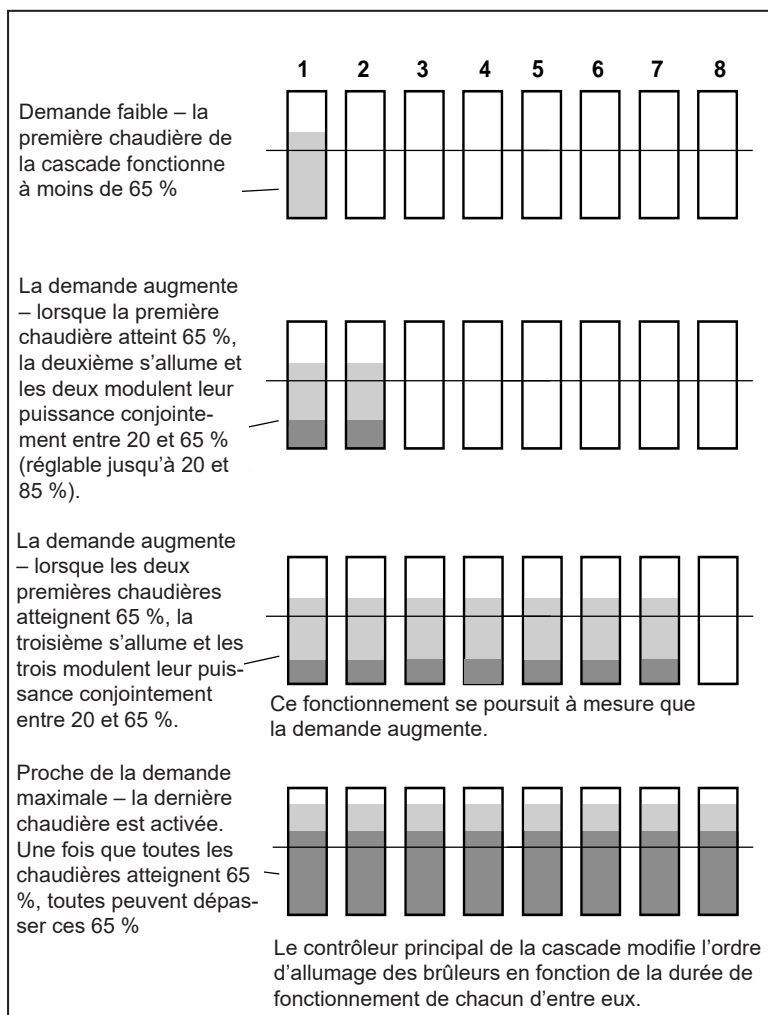 1 2 3 4 5 6 7 8
Demande faible – la
première chaudière de
la cascade fonctionne
à moins de 65 %
La demande augmente
– lorsque la première
chaudière atteint 65 %,
la deuxième s’allume et
les deux modulent leur
puissance conjointe-
ment entre 20 et 65 %
(réglable jusqu’à 20 et
85 %).
La demande augmente
– lorsque les deux
premières chaudières
atteignent 65 %, la
troisième s’allume et les
trois modulent leur puis-
sance conjointement
entre 20 et 65 %.
Ce fonctionnement se poursuit à mesure que
la demande augmente.
Proche de la demande
maximale – la dernière
chaudière est activée.
Une fois que toutes les
chaudières atteignent 65
%, toutes peuvent dépas-
ser ces 65 %
Le contrôleur principal de la cascade modifie l’ordre
d’allumage des brûleurs en fonction de la durée de
fonctionnement de chacun d’entre eux.